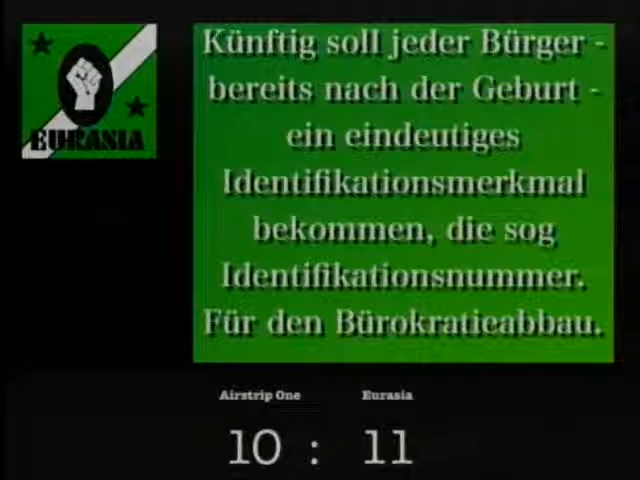 EURASIA
Künftig soll jeder Bürger -
bereits nach der Geburt -
ein eindeutiges
Identifikationsmerkmal
bekommen, die sog
Identifikationsnummer.
Für den Bürokratieabbau.
Airstrip One
Eurasia
10 : 11